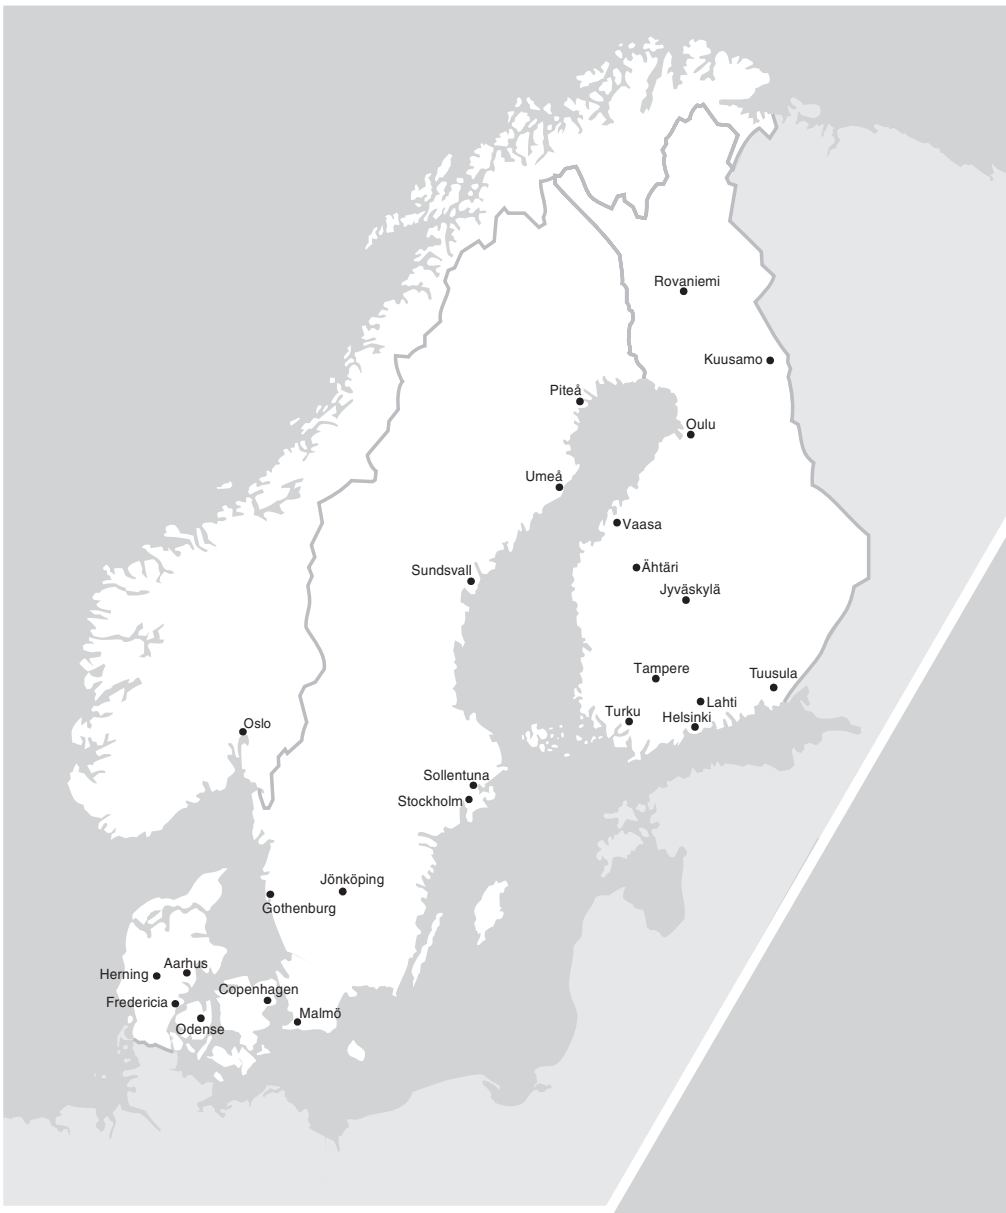 Rovaniemi
Kuusamo
Piteå
Oulu
Umeå
Vaasa
Sundsvall
Ähtäri
Jyväskylä
Tampere
Tuusula
Lahti
Turku
Helsinki
Oslo
Sollentuna
Stockholm
Jönköping
Gothenburg
Aarhus
Herning
Copenhagen
Fredericia
Malmö
Odense